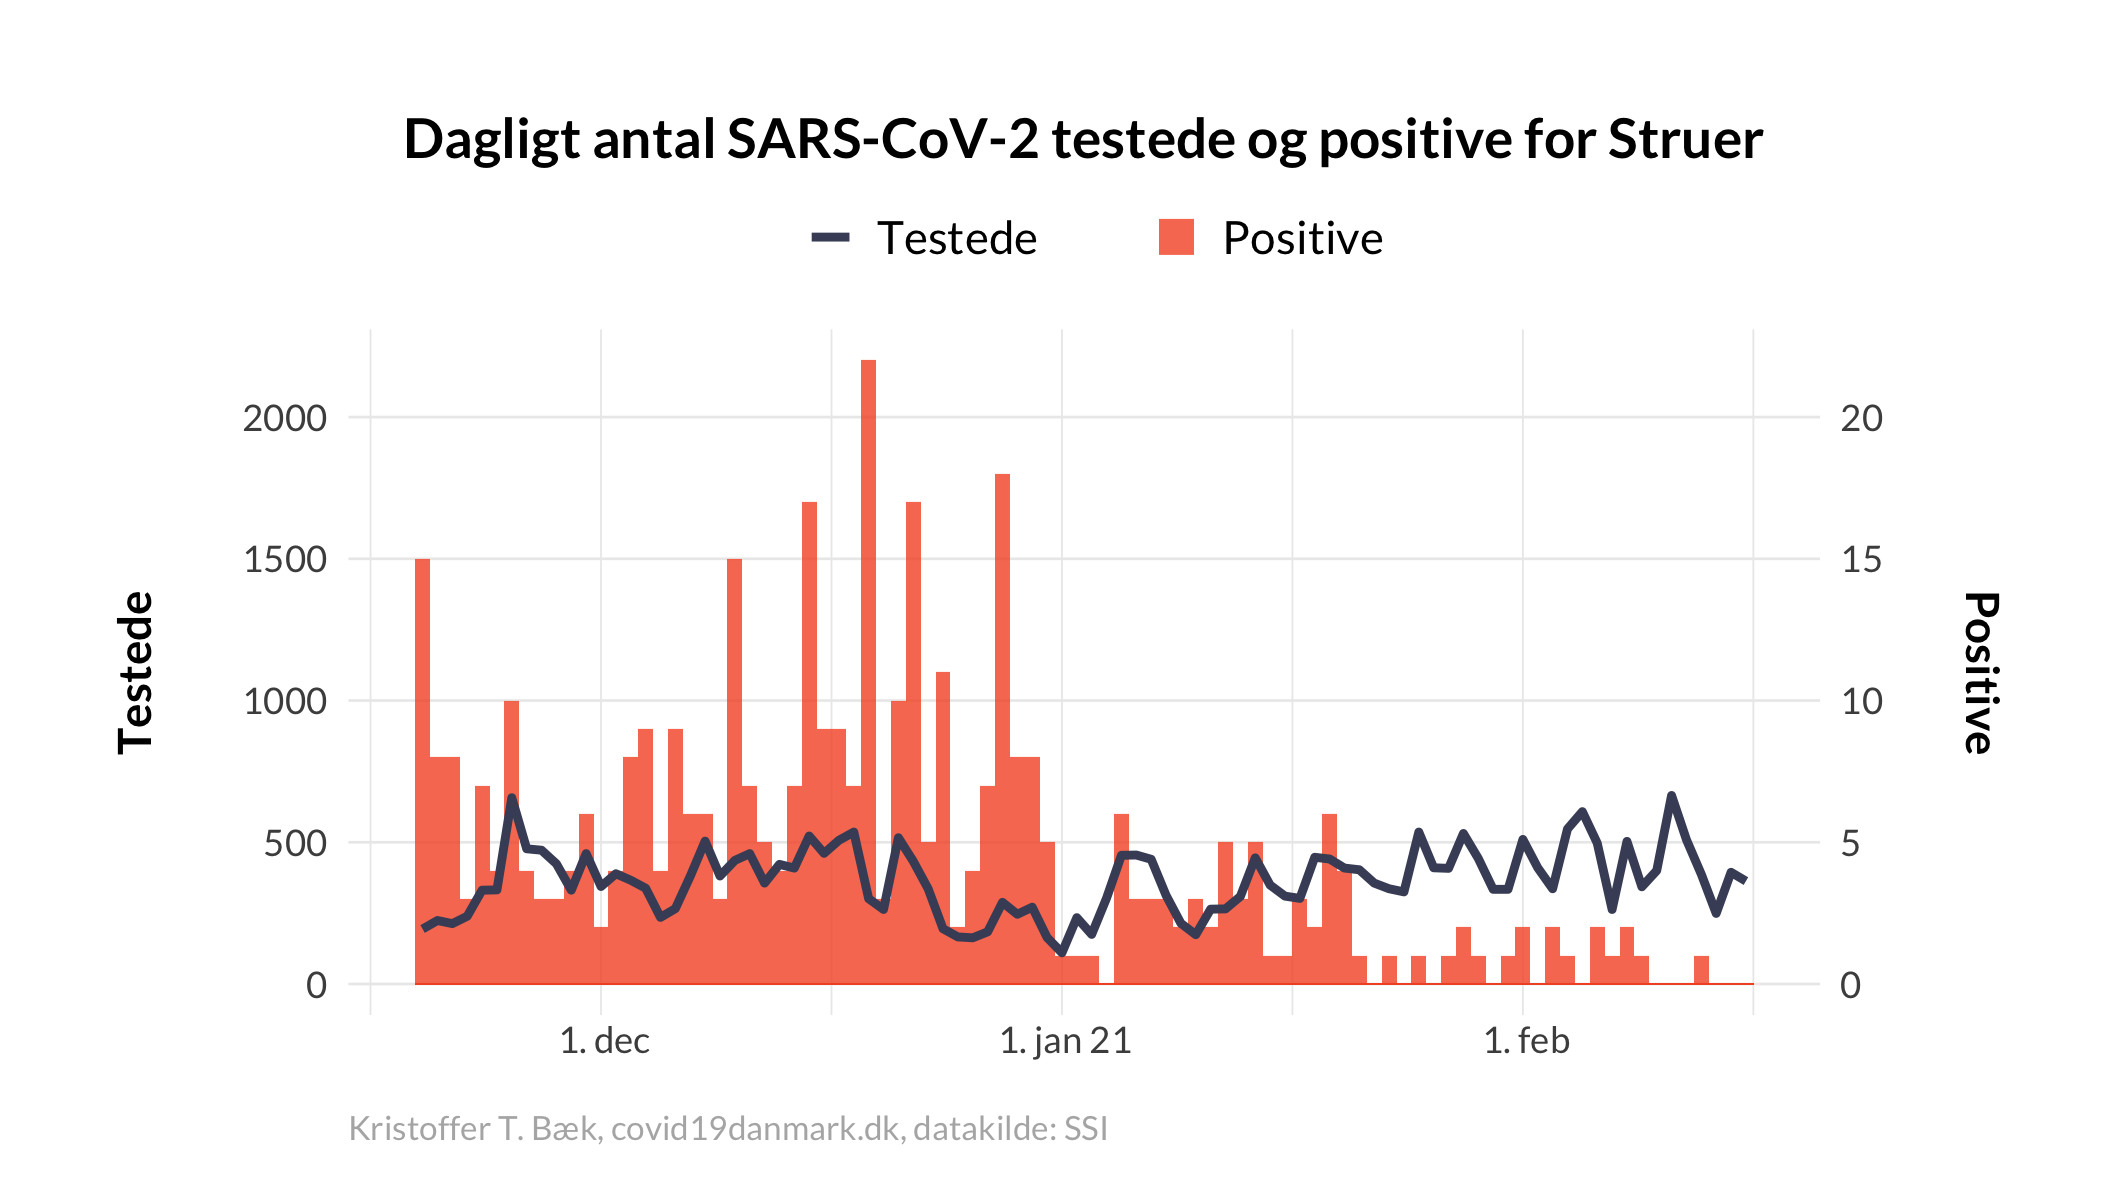 Dagligt antal SARS-CoV-2 testede og positive for Struer
Testede
Positive
2000
1500
1000
500
0
20
15
10
5
0
Testede
Positive
1. dec
1. jan 21
1. feb
Kristoffer T. Bæk, covid19danmark.dk, datakilde: SSI